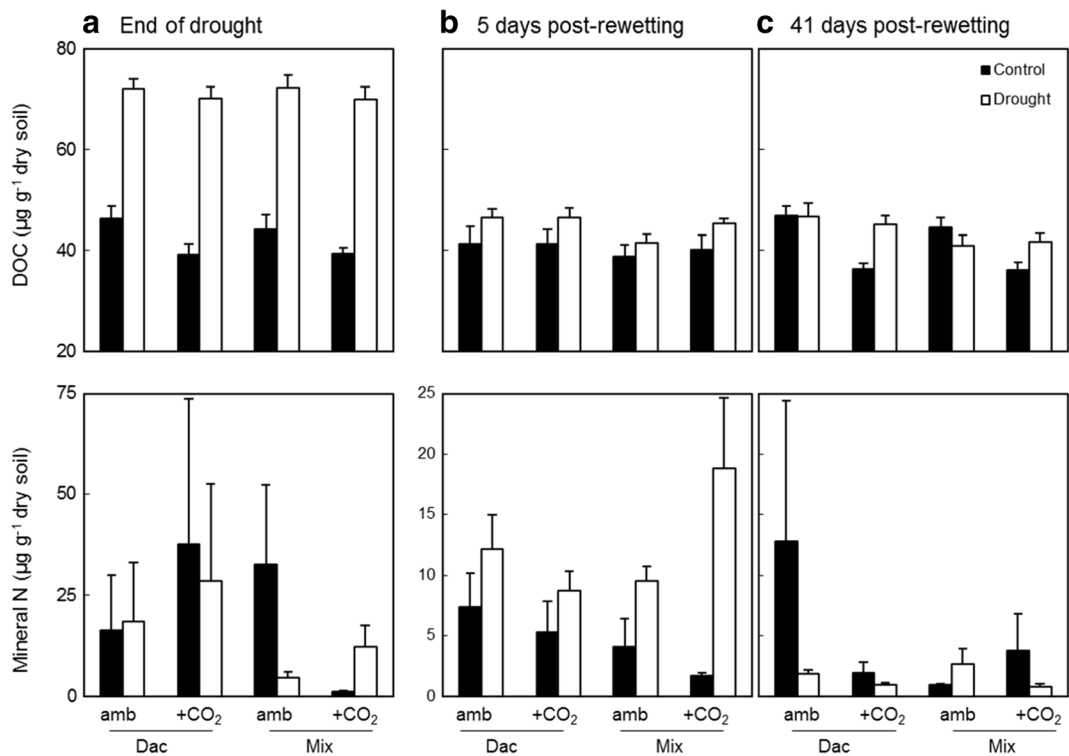 a End of drought
b 5 days post-rewetting
c 41 days post-rewetting
DOC (µg g⁻¹ dry soil)
80
60
40
20
Control
Drought
Mineral N (µg g⁻¹ dry soil)
75
50
25
0
25
20
15
10
5
0
amb +CO₂ amb +CO₂
Dac Mix
amb +CO₂ amb +CO₂
Dac Mix
amb +CO₂ amb +CO₂
Dac Mix